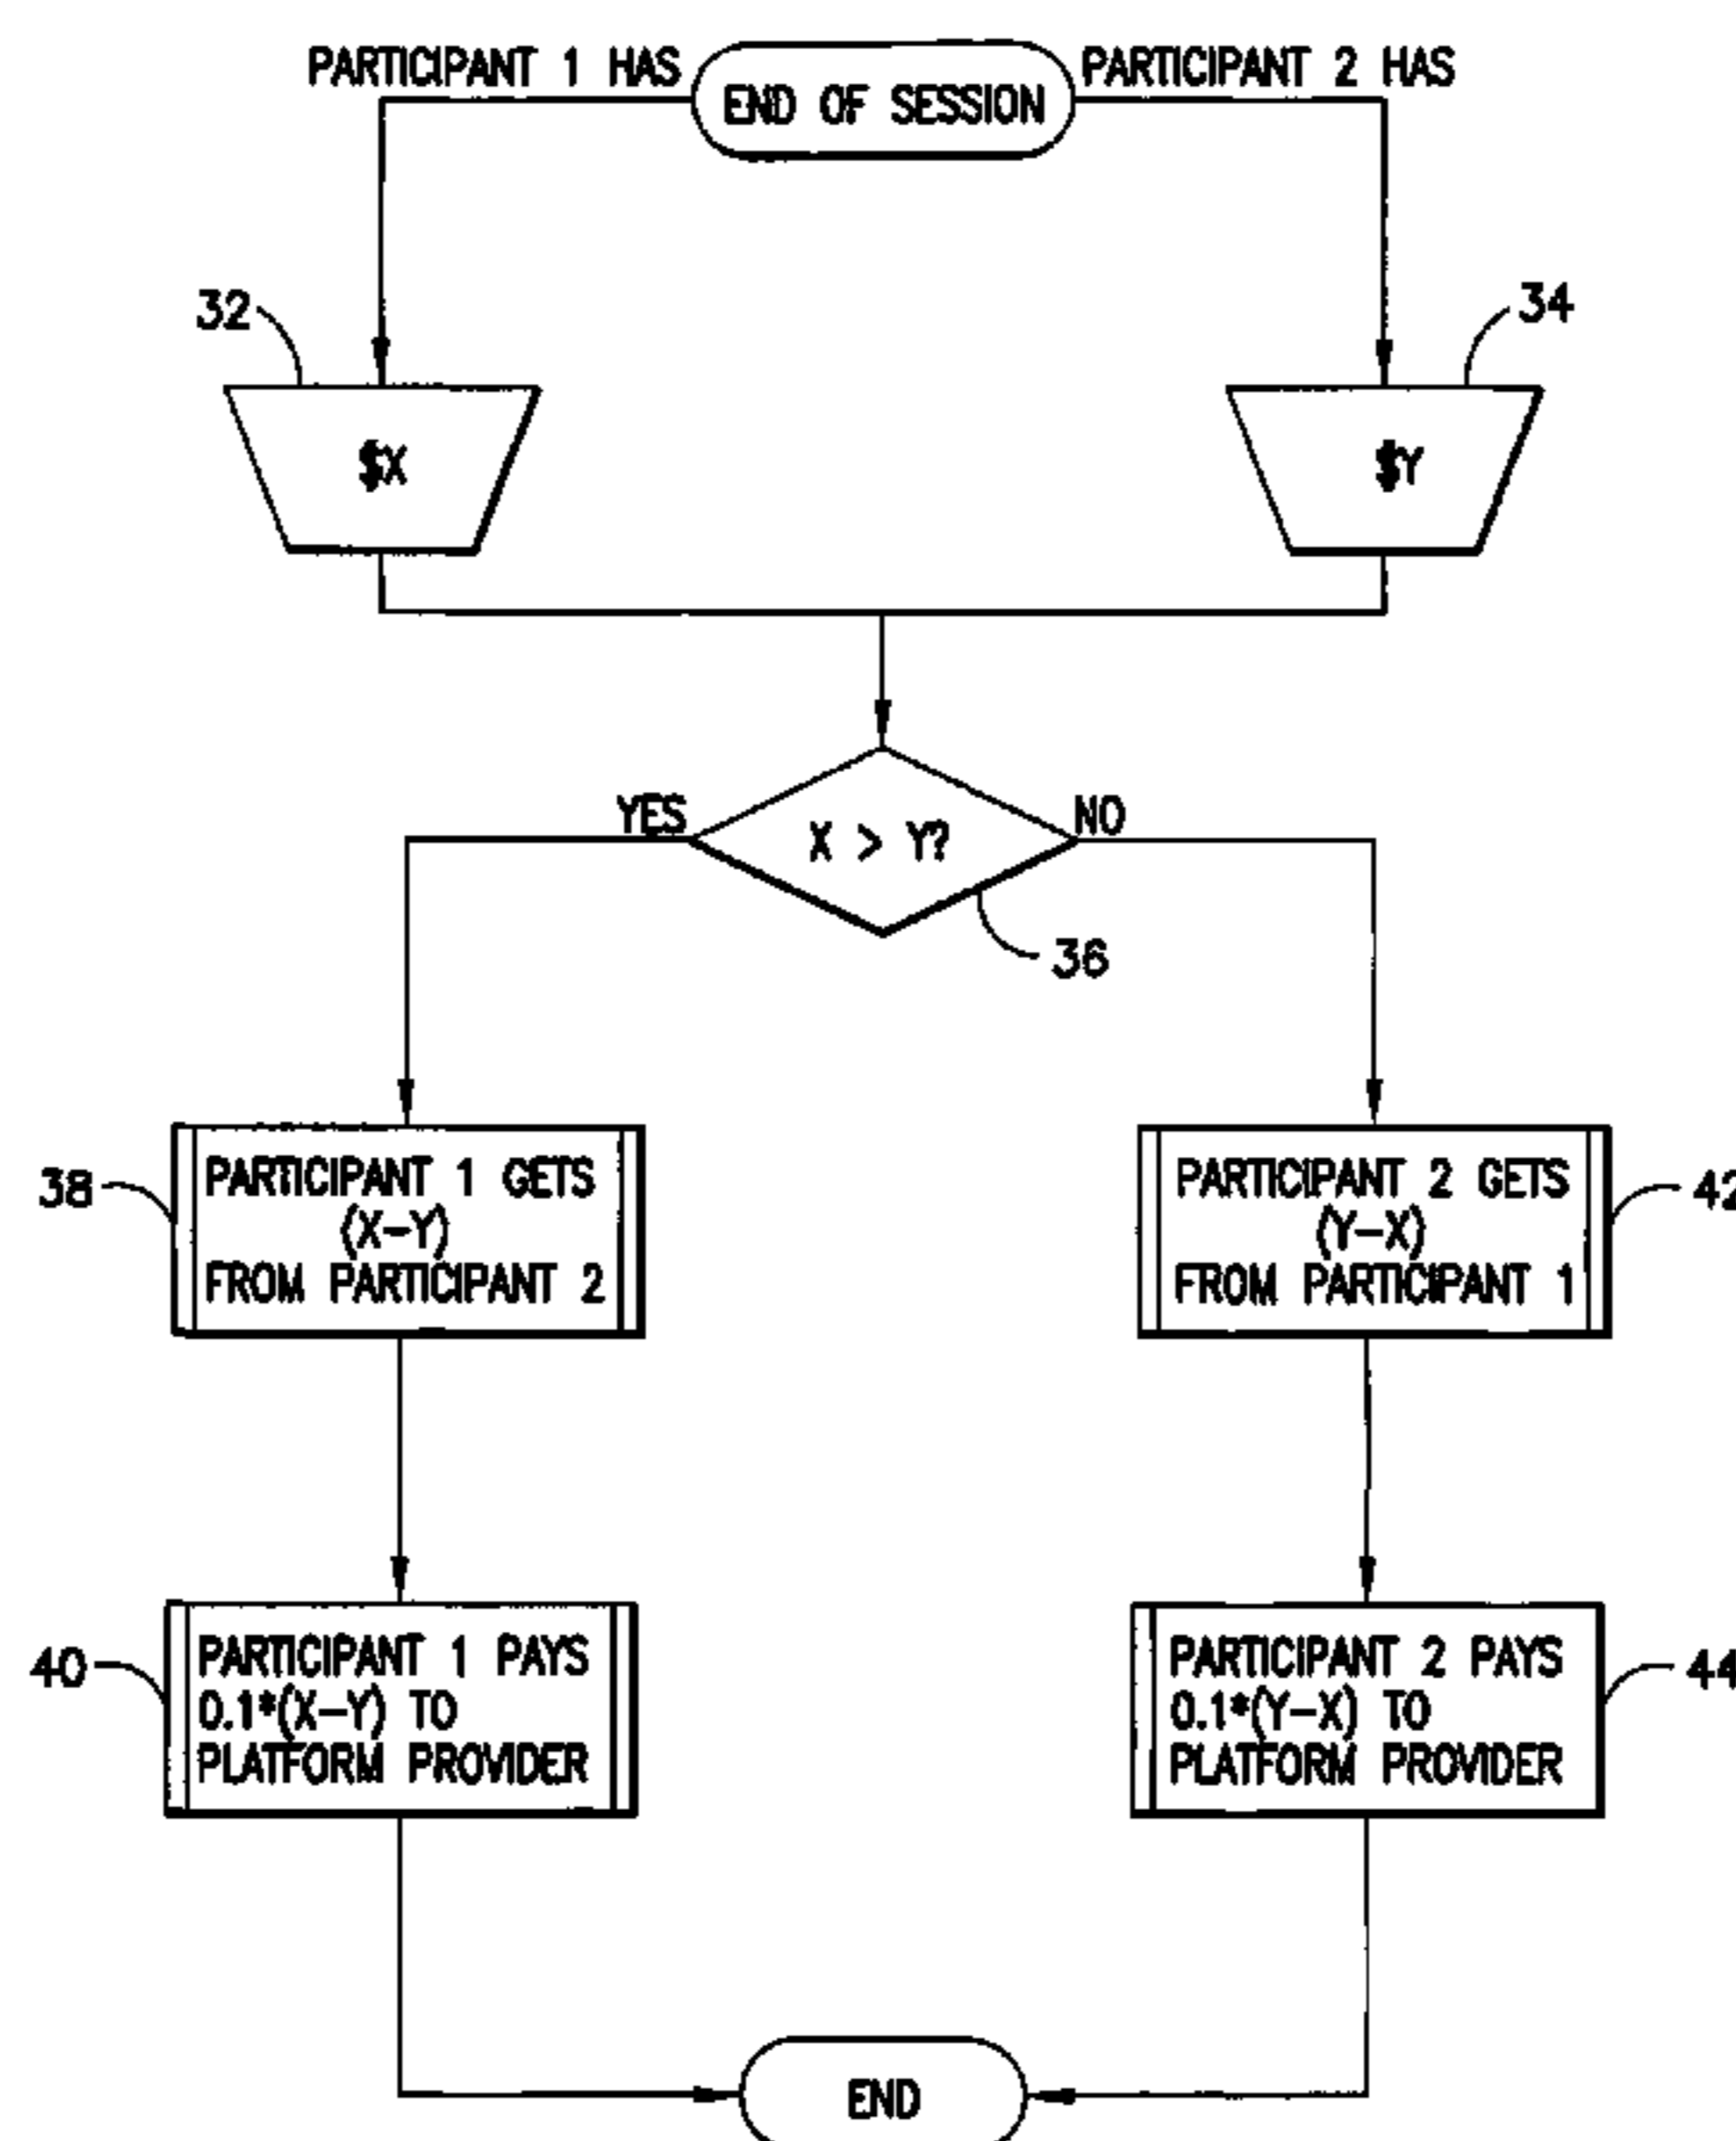 PARTICIPANT 1 HAS
END OF SESSION
PARTICIPANT 2 HAS
32
34
$X
$Y
YES
X > Y?
NO
36
38
PARTICIPANT 1 GETS
(X-Y)
FROM PARTICIPANT 2
PARTICIPANT 2 GETS
(Y-X)
FROM PARTICIPANT 1
42
40
PARTICIPANT 1 PAYS
0.1*(X-Y) TO
PLATFORM PROVIDER
PARTICIPANT 2 PAYS
0.1*(Y-X) TO
PLATFORM PROVIDER
44
END